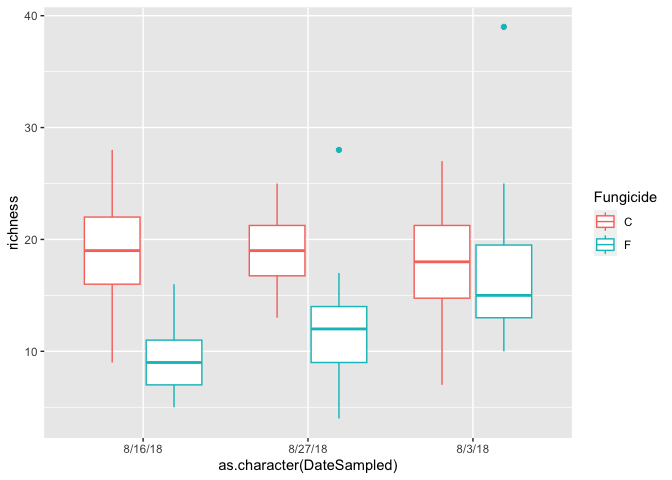 40
30
20
10
richness
8/16/18
8/27/18
8/3/18
as.character(DateSampled)
Fungicide
C
F